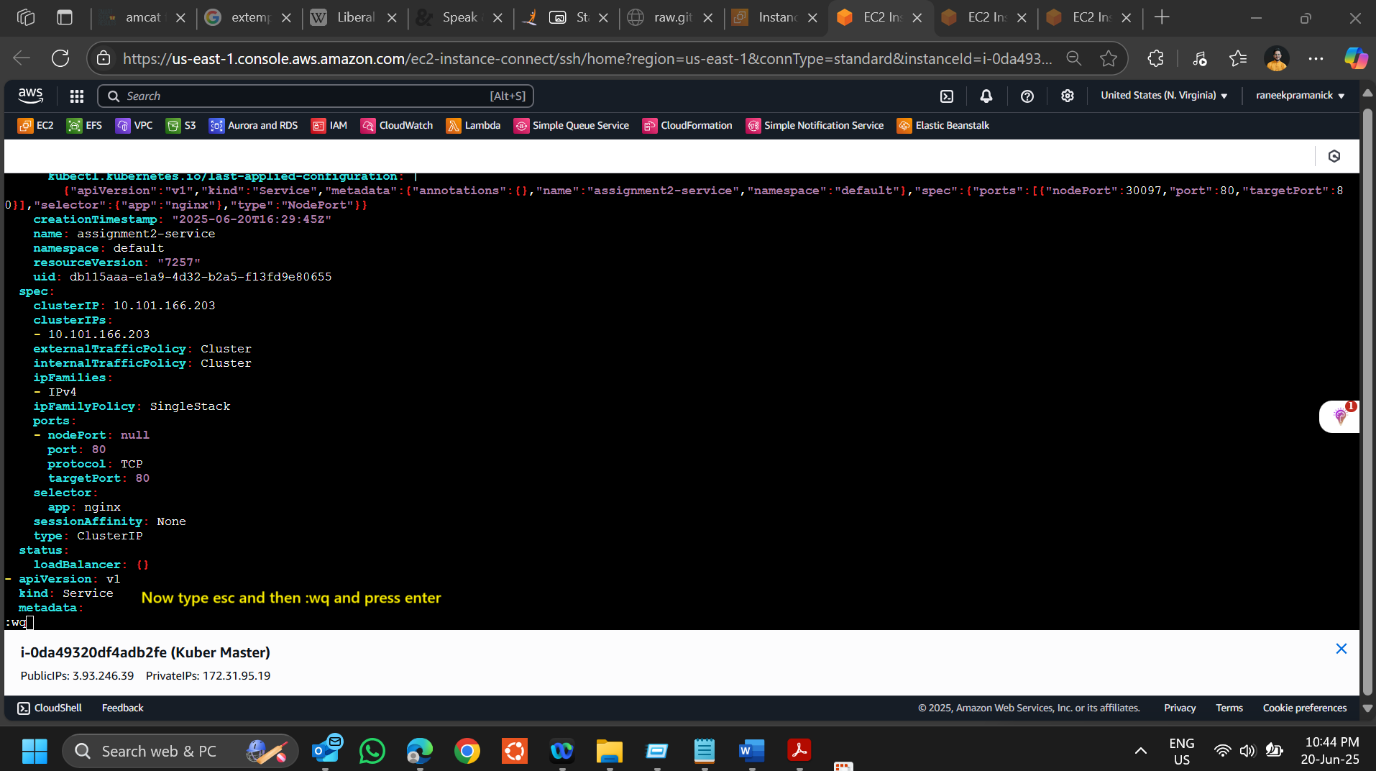 amcat
extemp
Liberal
Speak
St
raw.git
Instanc
EC2 In
EC2 In
EC2 In
https://us-east-1.console.aws.amazon.com/ec2-instance-connect/ssh/home?region=us-east-1&connType=standard&instanceId=i-0da493...
aws
Search
[Alt+S]
United States (N. Virginia)
raneekpramanick
EC2
EFS
VPC
S3
Aurora and RDS
IAM
CloudWatch
Lambda
Simple Queue Service
CloudFormation
Simple Notification Service
Elastic Beanstalk
kubectl.kubernetes.io/last-applied-configuration: |
{"apiVersion":"v1","kind":"Service","metadata":{"annotations":{},"name":"assignment2-service","namespace":"default"},"spec":{"ports":[{"nodePort":30097,"port":80,"targetPort":8
0}],"selector":{"app":"nginx"},"type":"NodePort"}}
creationTimestamp: "2025-06-20T16:29:45Z"
name: assignment2-service
namespace: default
resourceVersion: "7257"
uid: db115aaa-e1a9-4d32-b2a5-f13fd9e80655
spec:
clusterIP: 10.101.166.203
clusterIPs:
- 10.101.166.203
externalTrafficPolicy: Cluster
internalTrafficPolicy: Cluster
ipFamilies:
- IPv4
ipFamilyPolicy: SingleStack
ports:
- nodePort: null
port: 80
protocol: TCP
targetPort: 80
selector:
app: nginx
sessionAffinity: None
type: ClusterIP
status:
loadBalancer: {}
- apiVersion: v1
kind: Service
Now type esc and then :wq and press enter
metadata:
:wq
1
i-0da49320df4adb2fe (Kuber Master)
PublicIPs: 3.93.246.39 PrivateIPs: 172.31.95.19
CloudShell
Feedback
© 2025, Amazon Web Services, Inc. or its affiliates.
Privacy
Terms
Cookie preferences
Search web & PC
ENG
US
10:44 PM
20-Jun-25